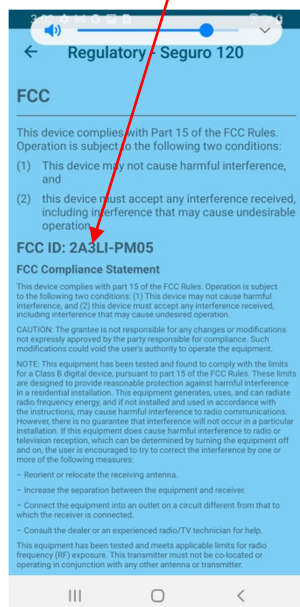 Regulatory - Seguro 120
FCC
This device complies with Part 15 of the FCC Rules.
Operation is subject to the following two conditions:
(1) This device may not cause harmful interference,
and
(2) this device must accept any interference received,
including interference that may cause undesirable
operation.
FCC ID: 2A3LI-PM05
FCC Compliance Statement
This device complies with part 15 of the FCC Rules. Operation is subject
to the following two conditions: (1) This device may not cause harmful
interference, and (2) this device must accept any interference received,
including interference that may cause undesired operation.
CAUTION: The grantee is not responsible for any changes or modifications
not expressly approved by the party responsible for compliance. Such
modifications could void the user's authority to operate the equipment.
NOTE: This equipment has been tested and found to comply with the limits
for a Class B digital device, pursuant to part 15 of the FCC Rules. These limits
are designed to provide reasonable protection against harmful interference
in a residential installation. This equipment generates, uses, and can radiate
radio frequency energy, and if not installed and used in accordance with
the instructions, may cause harmful interference to radio communications.
However, there is no guarantee that interference will not occur in a particular
installation. If this equipment does cause harmful interference to radio or
television reception, which can be determined by turning the equipment off
and on, the user is encouraged to try to correct the interference by one or
more of the following measures:
– Reorient or relocate the receiving antenna.
– Increase the separation between the equipment and receiver.
– Connect the equipment into an outlet on a circuit different from that to
which the receiver is connected.
– Consult the dealer or an experienced radio/TV technician for help.
This equipment has been tested and meets applicable limits for radio
frequency (RF) exposure. This transmitter must not be co-located or
operating in conjunction with any other antenna or transmitter.